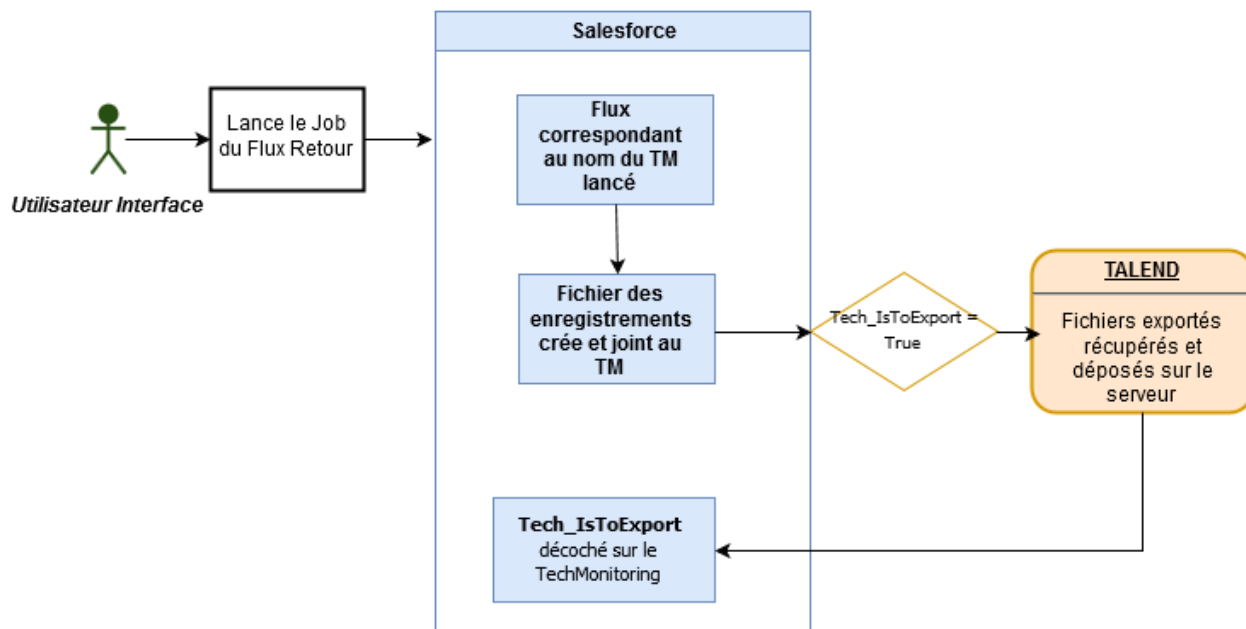 Salesforce
Lance le Job
du Flux Retour
Utilisateur Interface
Flux
correspondant
au nom du TM
lancé
Fichier des
enregistrements
crée et joint au
TM
Tech_IsToExport =
True
TALEND
Fichiers exportés
récupérés et
déposés sur le
serveur
Tech_IsToExport
décoché sur le
TechMonitoring